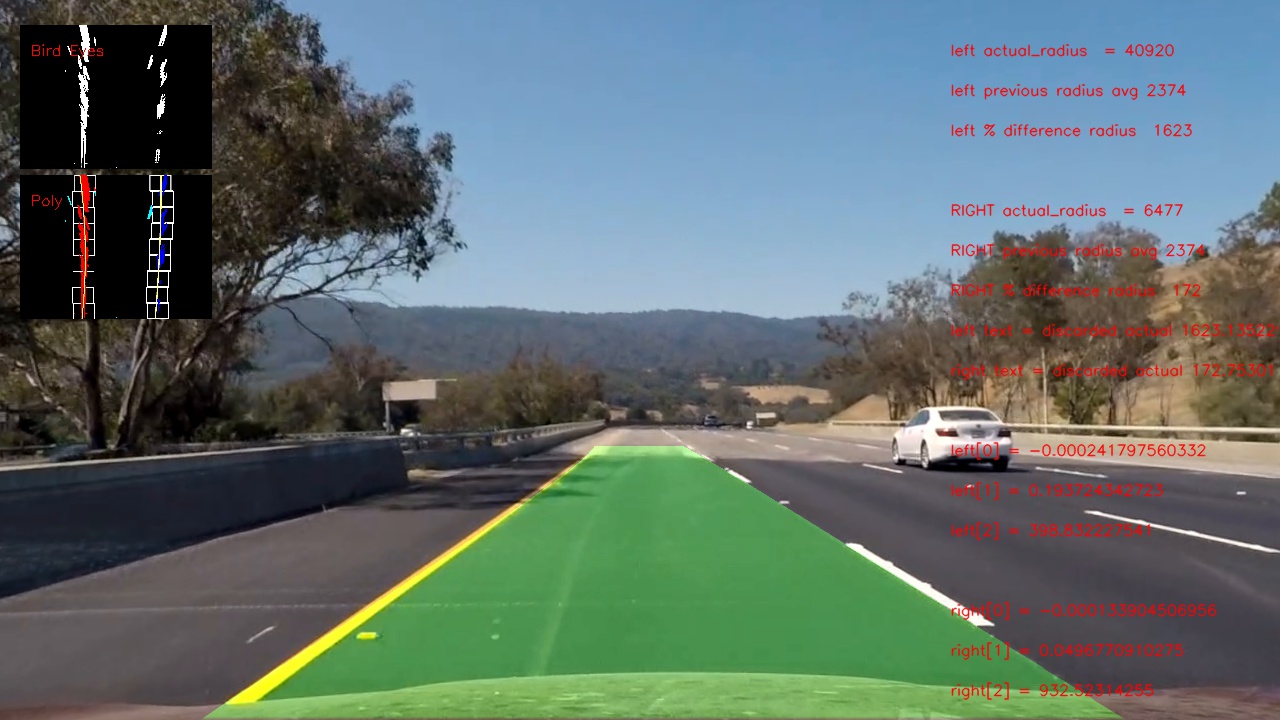 Bird Eyes
Poly
left actual_radius = 40920
left previous radius avg 2374
left % difference radius 1623
RIGHT actual_radius = 6477
RIGHT previous radius avg 2374
RIGHT % difference radius 172
left text = discarded actual 1623.13522
right text = discarded actual 172.75301
left[0] = -0.000241797560332
left[1] = 0.193724342723
left[2] = 398.832227541
right[0] = -0.000133904506956
right[1] = 0.0496770910275
right[2] = 932.52314255